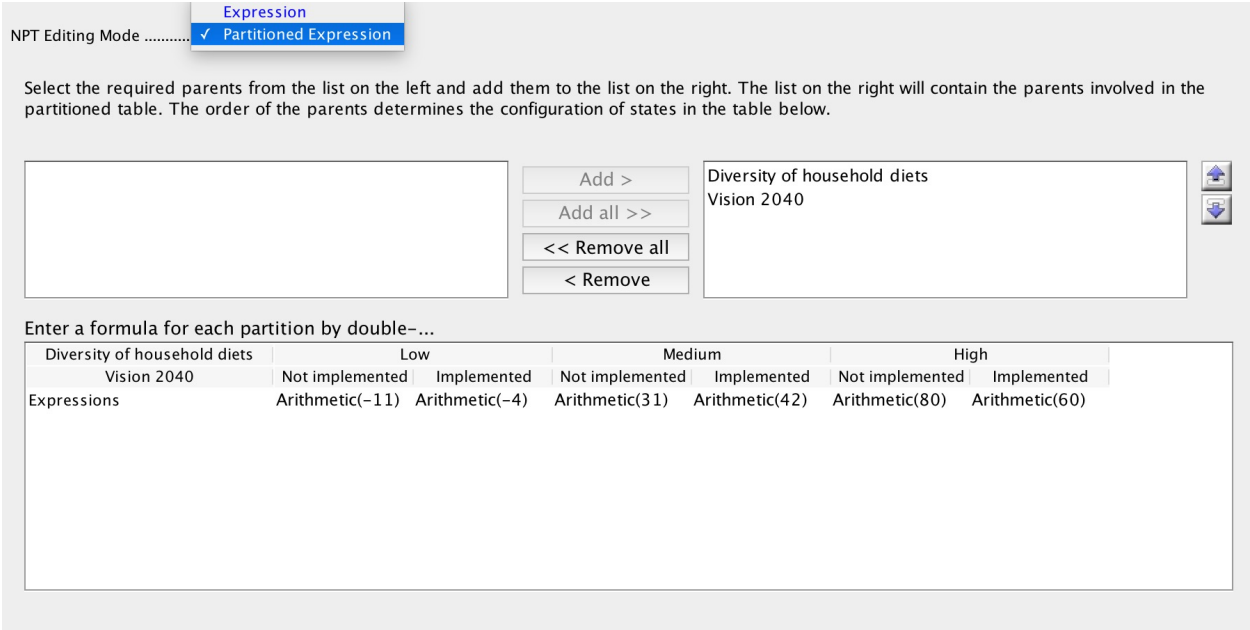 Expression
NPT Editing Mode ........... ✓ Partitioned Expression
Select the required parents from the list on the left and add them to the list on the right. The list on the right will contain the parents involved in the
partitioned table. The order of the parents determines the configuration of states in the table below.
Add >
Add all >>
<< Remove all
< Remove
Diversity of household diets
Vision 2040
Enter a formula for each partition by double-...
Diversity of household diets Low Medium High
Vision 2040 Not implemented Implemented Not implemented Implemented Not implemented Implemented
Expressions Arithmetic(-11) Arithmetic(-4) Arithmetic(31) Arithmetic(42) Arithmetic(80) Arithmetic(60)